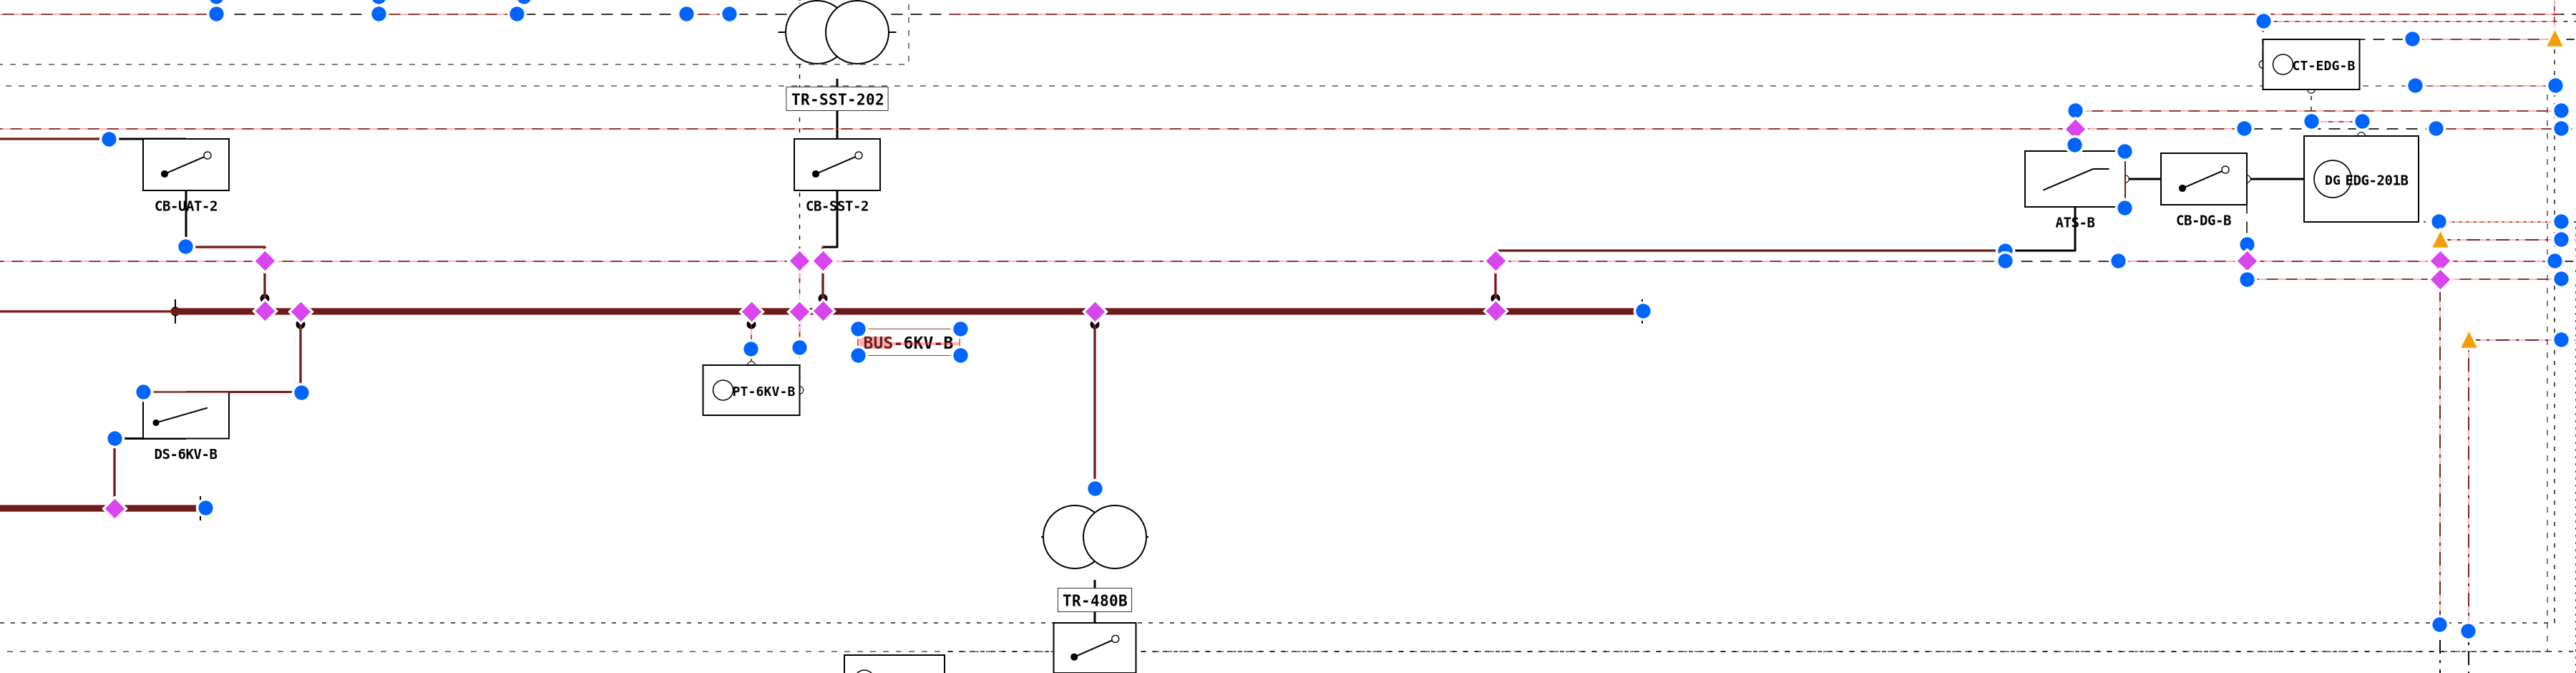 CT-EDG-B
TR-SST-202
DG EDG-201B
CB-UAT-2
CB-SST-2
ATS-B
CB-DG-B
BUS-6KV-B
PT-6KV-B
DS-6KV-B
TR-480B